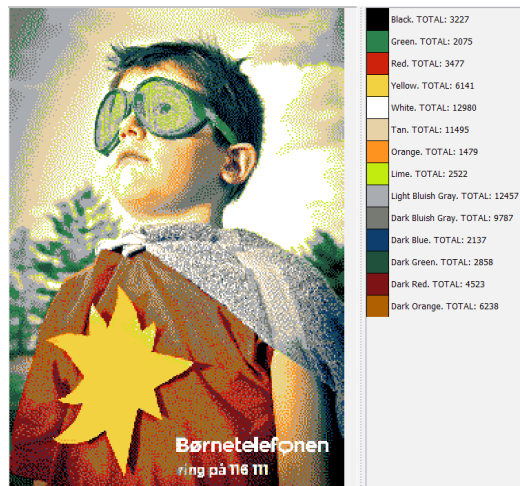 Black. TOTAL: 3227
Green. TOTAL: 2075
Red. TOTAL: 3477
Yellow. TOTAL: 6141
White. TOTAL: 12980
Tan. TOTAL: 11495
Orange. TOTAL: 1479
Lime. TOTAL: 2522
Light Bluish Gray. TOTAL: 12457
Dark Bluish Gray. TOTAL: 9787
Dark Blue. TOTAL: 2137
Dark Green. TOTAL: 2858
Dark Red. TOTAL: 4523
Dark Orange. TOTAL: 6238
Børnetelefonen
ring på 116 111